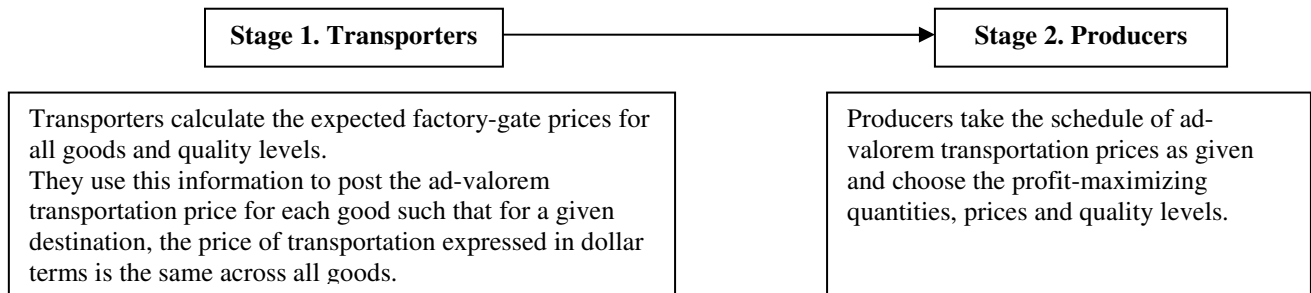 Stage 1. Transporters
Stage 2. Producers
Transporters calculate the expected factory-gate prices for
all goods and quality levels.
They use this information to post the ad-valorem
transportation price for each good such that for a given
destination, the price of transportation expressed in dollar
terms is the same across all goods.
Producers take the schedule of ad-
valorem transportation prices as given
and choose the profit-maximizing
quantities, prices and quality levels.